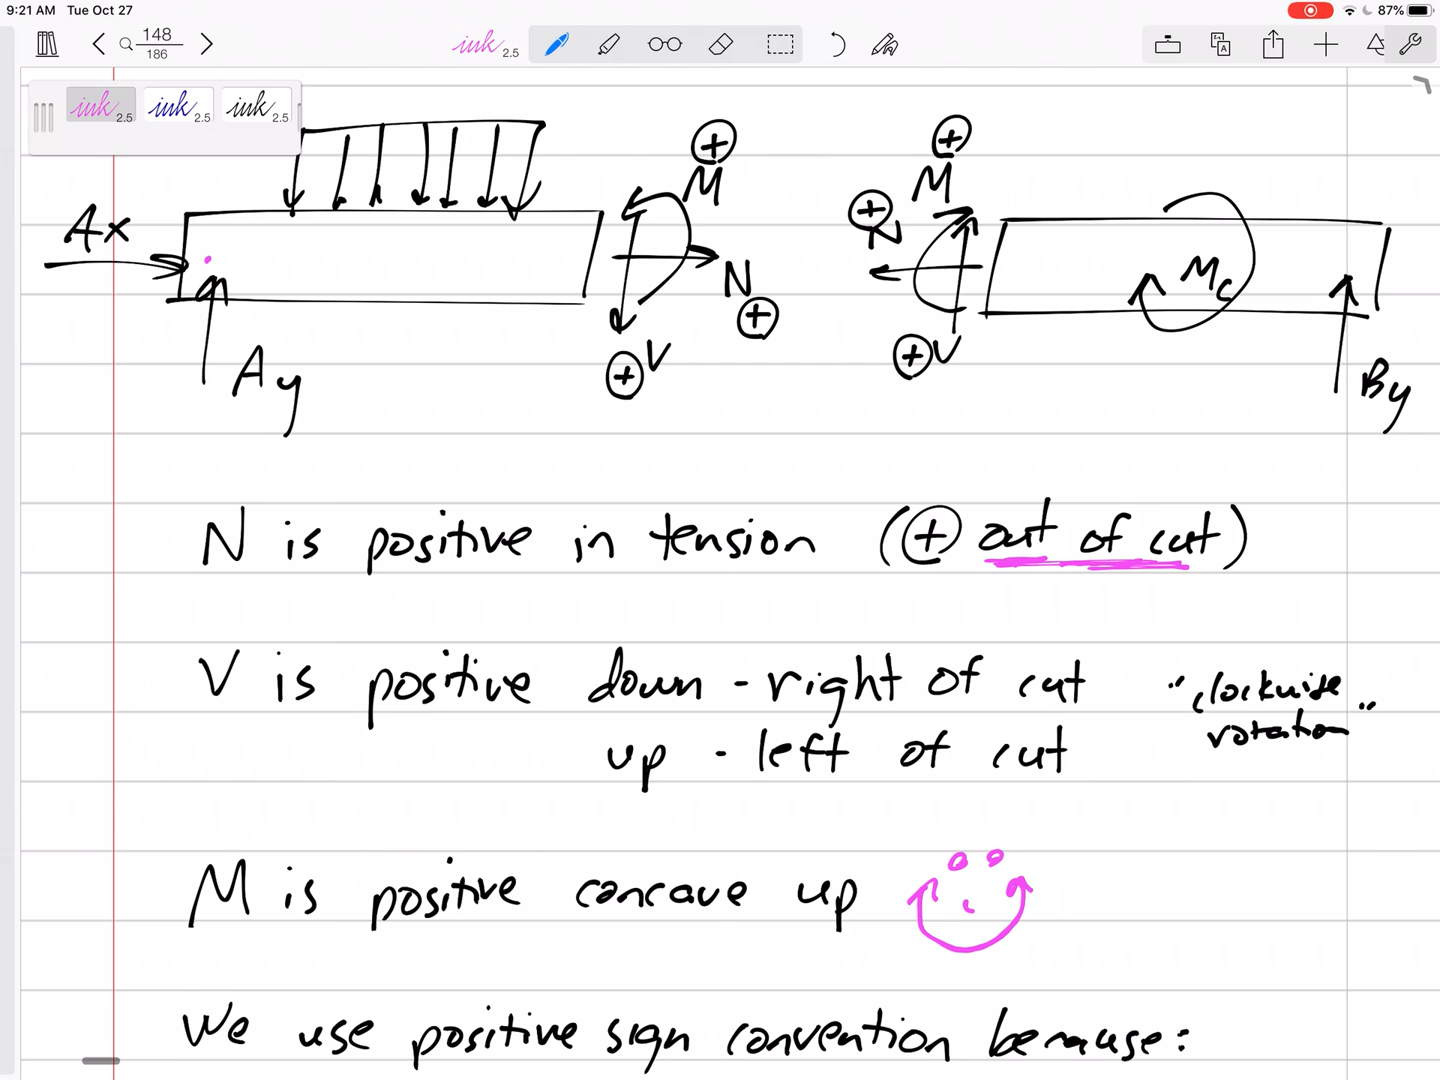 9:21 AM Tue Oct 27
87%
148
186
ink 2.5
ink 2.5 ink 2.5 ink 2.5
Ax
Ay
M
N
V
M
N
V
Mc
By
N is positive in tension (+ out of cut)
V is positive down - right of cut "clockwise rotation"
up - left of cut
M is positive concave up
We use positive sign convention because: